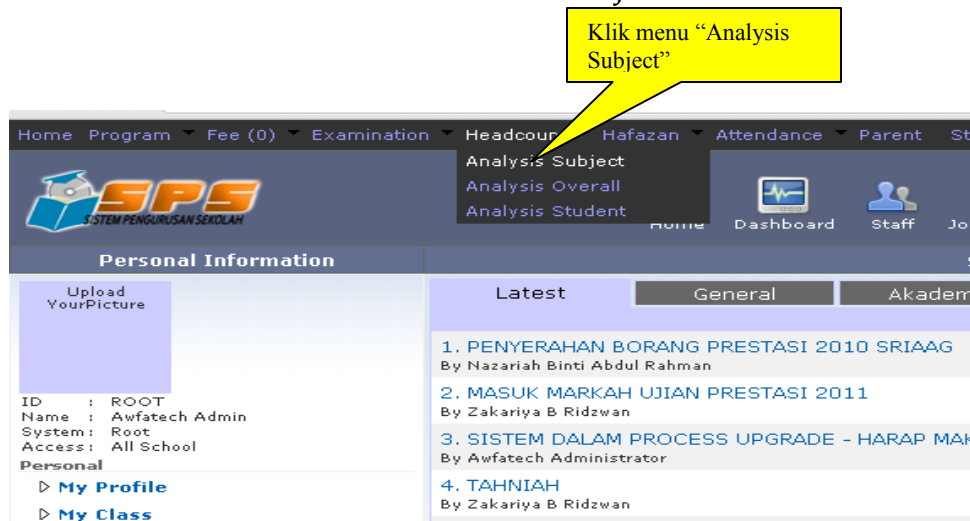 Klik menu “Analysis
Subject”
Home Program Fee (0) Examination Headcoun Hafazan Attendance Parent St
Analysis Subject
Analysis Overall
Analysis Student
SPS
SISTEM PENGURUSAN SEKOLAH
Home Dashboard Staff Jo
Personal Information
Upload
YourPicture
Latest General Akadem
1. PENYERAHAN BORANG PRESTASI 2010 SRIAAG
By Nazariah Binti Abdul Rahman
2. MASUK MARKAH UJIAN PRESTASI 2011
By Zakariya B Ridzwan
3. SISTEM DALAM PROCESS UPGRADE - HARAP MAK
By Awfatech Administrator
4. TAHNIAH
By Zakariya B Ridzwan
ID : ROOT
Name : Awfatech Admin
System: Root
Access: All School
Personal
My Profile
My Class